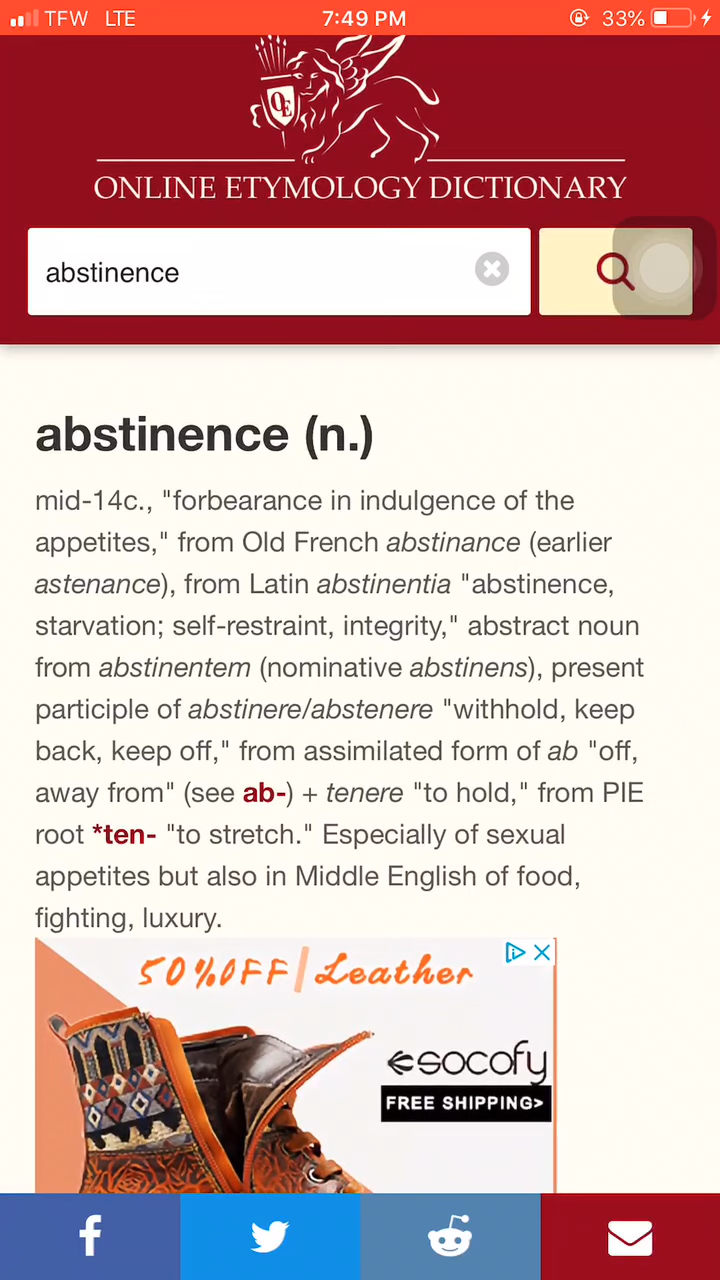 TFW LTE 7:49 PM 33%
OE
ONLINE ETYMOLOGY DICTIONARY
abstinence
abstinence (n.)
mid-14c., "forbearance in indulgence of the
appetites," from Old French abstinance (earlier
astenance), from Latin abstinentia "abstinence,
starvation; self-restraint, integrity," abstract noun
from abstinentem (nominative abstinens), present
participle of abstinere/abstenere "withhold, keep
back, keep off," from assimilated form of ab "off,
away from" (see ab-) + tenere "to hold," from PIE
root *ten- "to stretch." Especially of sexual
appetites but also in Middle English of food,
fighting, luxury.
50%OFF | Leather
socofy
FREE SHIPPING>